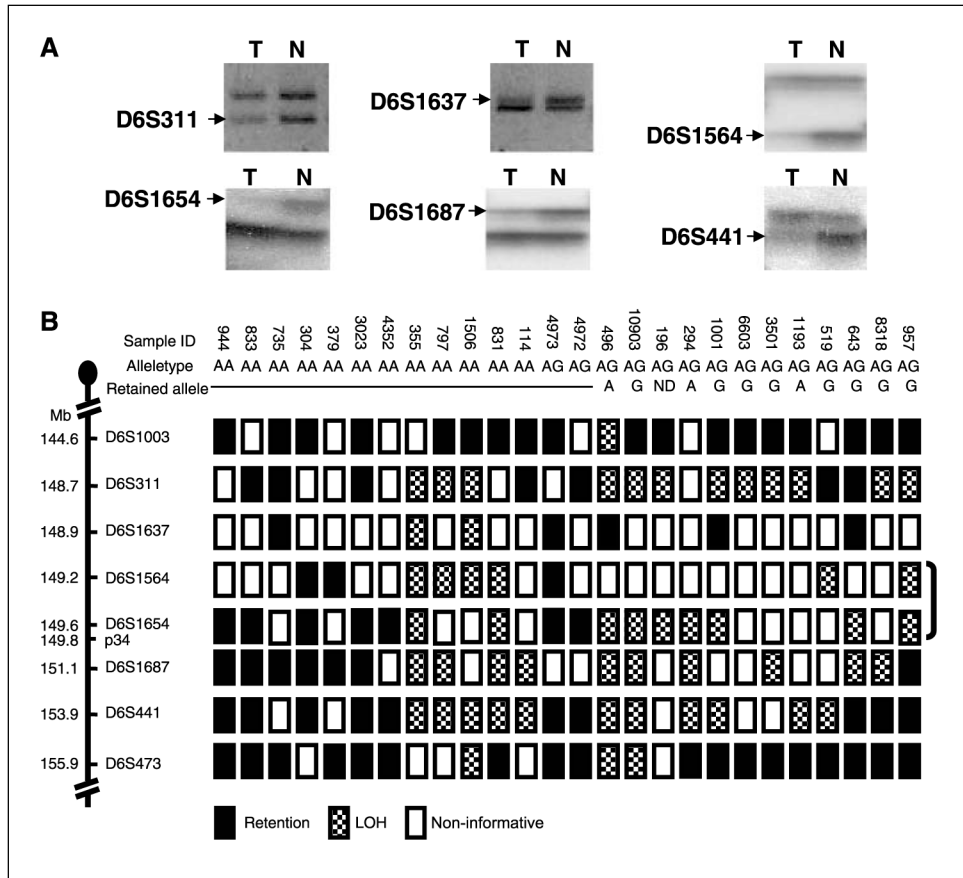 A
T N
D6S311
T N
D6S1637
T N
D6S1564
T N
D6S1654
T N
D6S1687
T N
D6S441
B
Sample ID 944 833 735 304 379 3023 4352 355 797 1506 831 114 4973 4972 496 10903 196 294 1001 6603 3501 1193 519 643 8318 957
Alleletype AA AA AA AA AA AA AA AA AA AA AA AA AG AG AG AG AG AG AG AG AG AG AG AG AG AG
Retained allele A G ND A G G G A G G G G
Mb
144.6 D6S1003
148.7 D6S311
148.9 D6S1637
149.2 D6S1564
149.6 D6S1654
149.8 p34
151.1 D6S1687
153.9 D6S441
155.9 D6S473
Retention LOH Non-informative